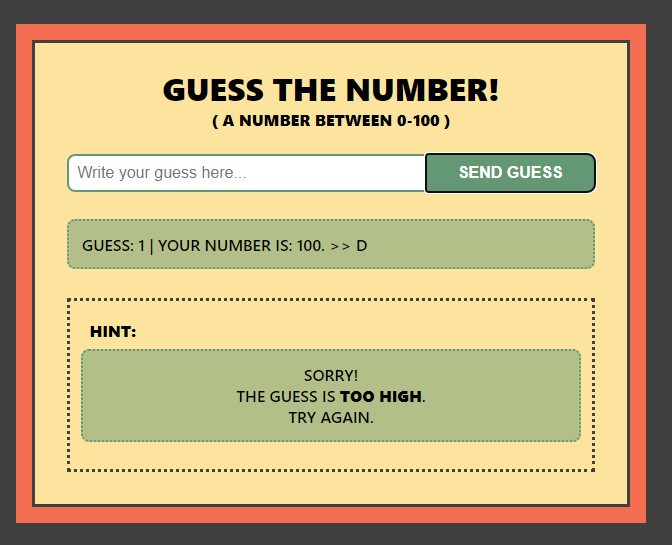 GUESS THE NUMBER!
( A NUMBER BETWEEN 0-100 )
Write your guess here...
SEND GUESS
GUESS: 1 | YOUR NUMBER IS: 100. >> D
HINT:
SORRY!
THE GUESS IS TOO HIGH.
TRY AGAIN.